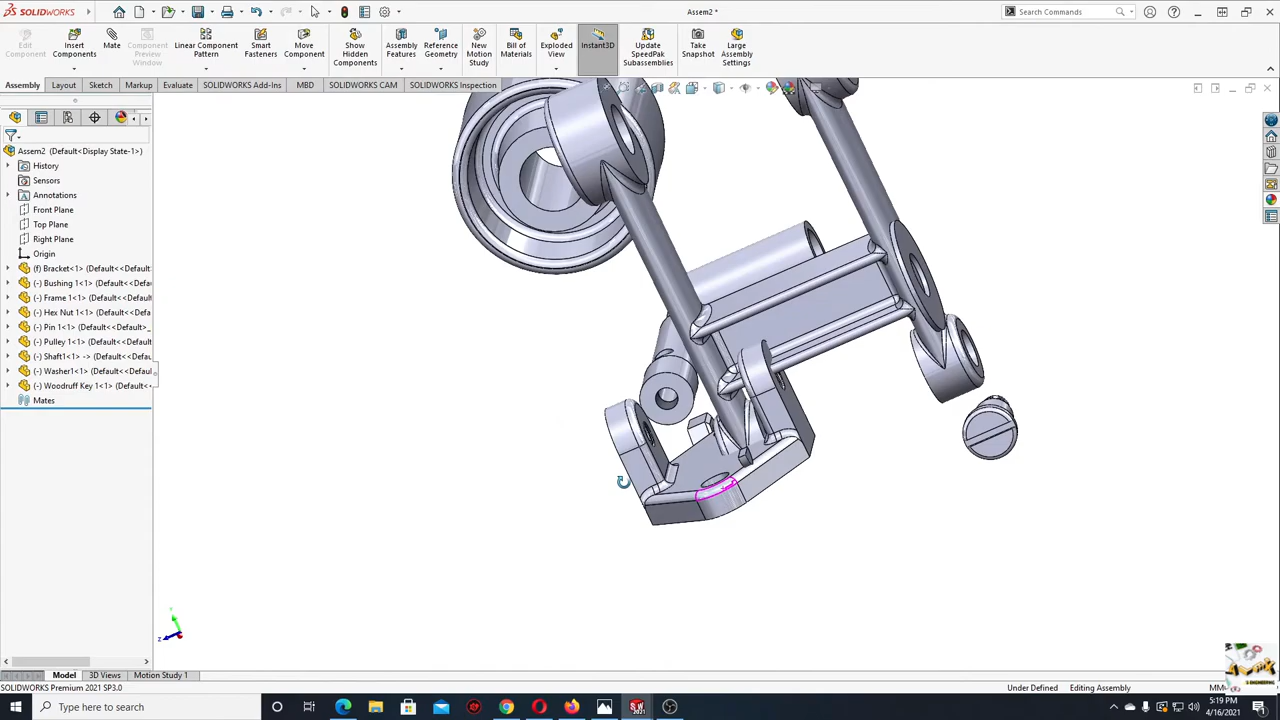 SOLIDWORKS
Assem2 *
Search Commands
Edit Component
Insert Components
Mate
Component Preview Window
Linear Component Pattern
Smart Fasteners
Move Component
Show Hidden Components
Assembly Features
Reference Geometry
New Motion Study
Bill of Materials
Exploded View
Instant3D
Update SpeedPak Subassemblies
Take Snapshot
Large Assembly Settings
Assembly
Layout
Sketch
Markup
Evaluate
SOLIDWORKS Add-Ins
MBD
SOLIDWORKS CAM
SOLIDWORKS Inspection
Assem2 (Default<Display State-1>)
History
Sensors
Annotations
Front Plane
Top Plane
Right Plane
Origin
(f) Bracket<1> (Default<<Default
(-) Bushing 1<1> (Default<<Defa
(-) Frame 1<1> (Default<<Defaul
(-) Hex Nut 1<1> (Default<<Defa
(-) Pin 1<1> (Default<<Default>_
(-) Pulley 1<1> (Default<<Defaul
(-) Shaft1<1> -> (Default<<Defa
(-) Washer1<1> (Default<<Defau
(-) Woodruff Key 1<1> (Default<
Mates
Y
Z
Model
3D Views
Motion Study 1
SOLIDWORKS Premium 2021 SP3.0
Under Defined
Editing Assembly
Type here to search
5:19 PM
4/16/2021